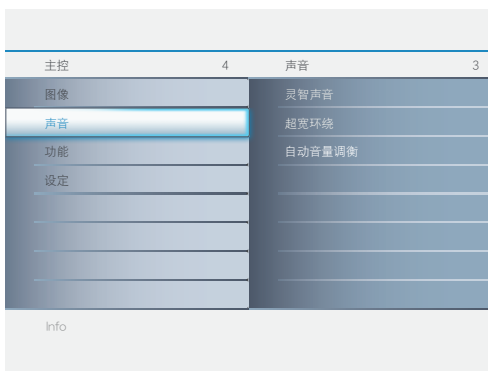 主控 4
图像
声音
功能
设定
声音 3
灵智声音
超宽环绕
自动音量调衡
Info